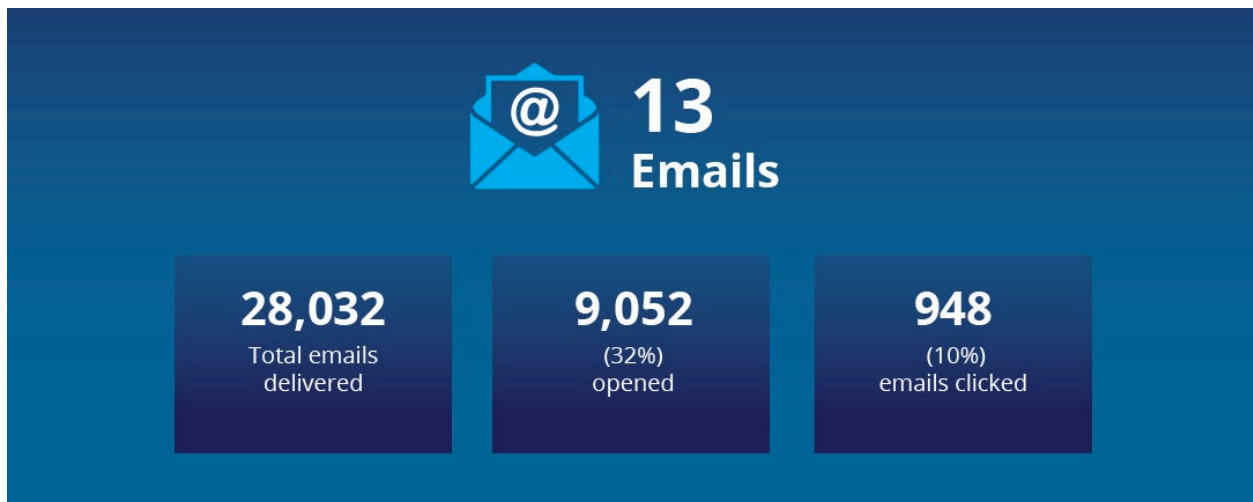 @
13
Emails
28,032
Total emails
delivered
9,052
(32%)
opened
948
(10%)
emails clicked